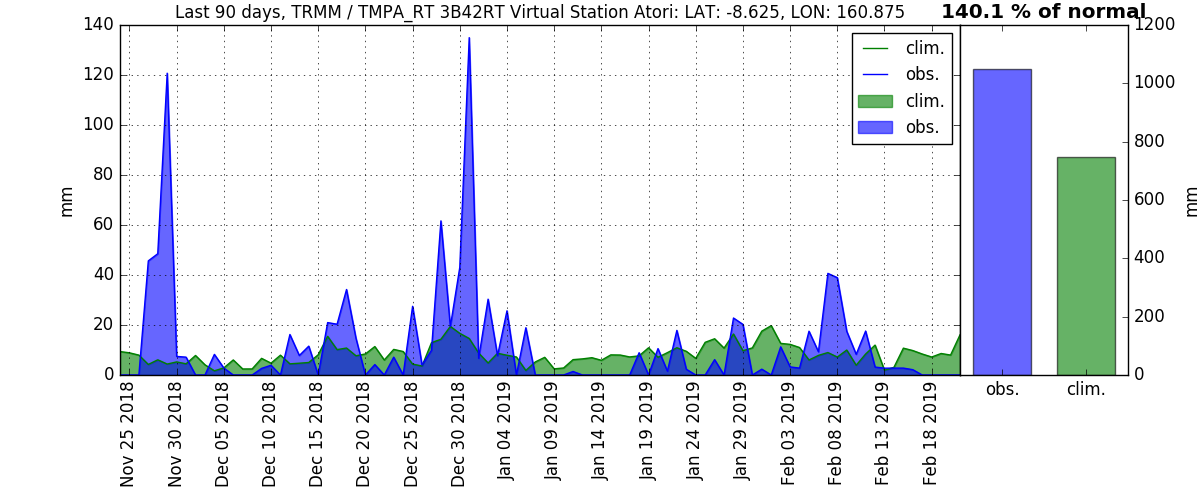 Last 90 days, TRMM / TMPA_RT 3B42RT Virtual Station Atori: LAT: -8.625, LON: 160.875
140.1 % of normal
mm
140
120
100
80
60
40
20
0
clim.
obs.
clim.
obs.
Nov 25 2018
Nov 30 2018
Dec 05 2018
Dec 10 2018
Dec 15 2018
Dec 20 2018
Dec 25 2018
Dec 30 2018
Jan 04 2019
Jan 09 2019
Jan 14 2019
Jan 19 2019
Jan 24 2019
Jan 29 2019
Feb 03 2019
Feb 08 2019
Feb 13 2019
Feb 18 2019
1200
1000
800
600
400
200
0
mm
obs.
clim.